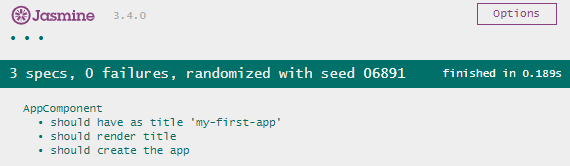 Jasmine 3.4.0 Options
• • •
3 specs, 0 failures, randomized with seed 06891 finished in 0.189s
AppComponent
• should have as title 'my-first-app'
• should render title
• should create the app